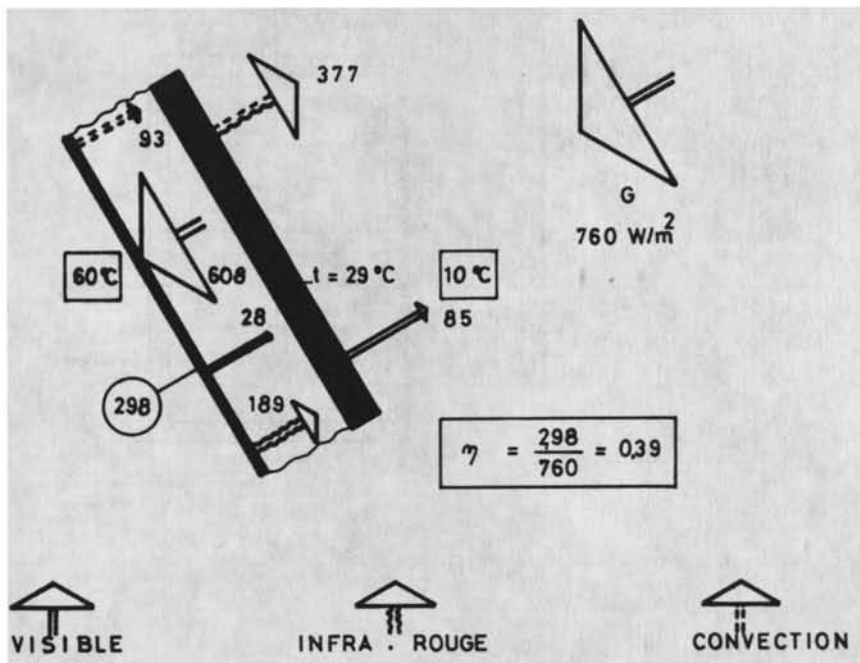 377
93
G
760 W/m²
60°C
608
t = 29 °C
10 °C
28
85
298
189
η = 298 / 760 = 0,39
VISIBLE
INFRA . ROUGE
CONVECTION